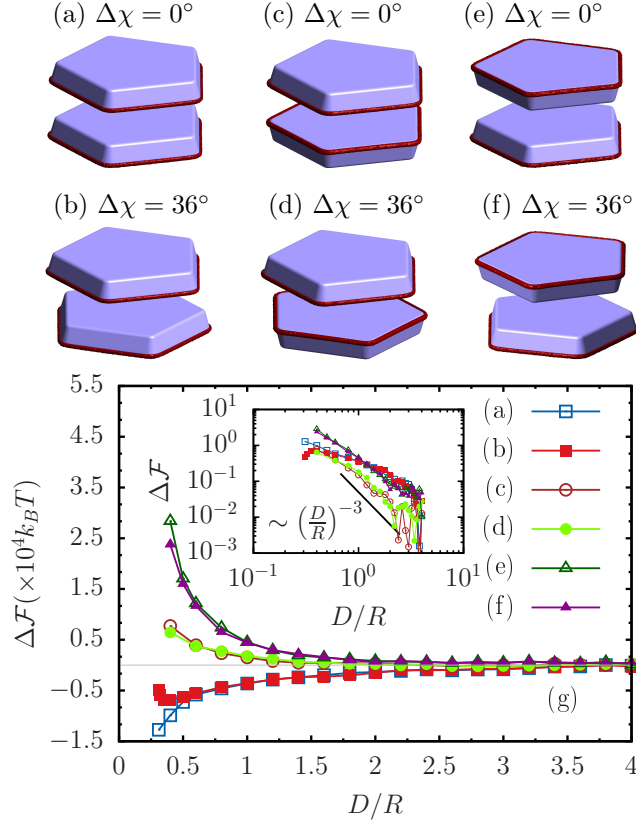 (a) Δχ = 0°
(c) Δχ = 0°
(e) Δχ = 0°
(b) Δχ = 36°
(d) Δχ = 36°
(f) Δχ = 36°
ΔF(×10⁴k_BT)
5.5
4.5
3.5
2.5
1.5
0.5
−0.5
−1.5
0 0.5 1 1.5 2 2.5 3 3.5 4
D/R
ΔF
10¹
10⁰
10⁻¹
10⁻²
10⁻³
10⁻¹ 10⁰ 10¹
D/R
∼ (D/R)⁻³
(a)
(b)
(c)
(d)
(e)
(f)
(g)